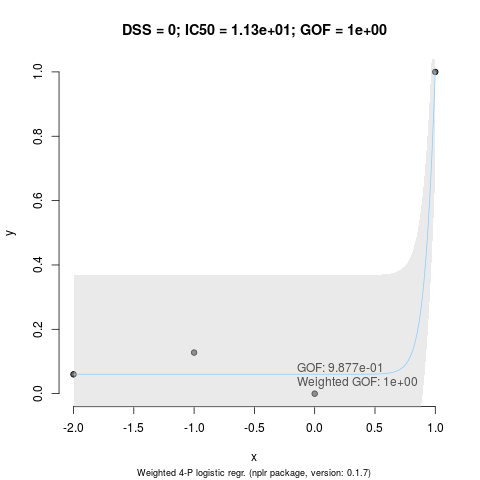 DSS = 0; IC50 = 1.13e+01; GOF = 1e+00
1.0
0.8
0.6
y
0.4
0.2
0.0
GOF: 9.877e-01
Weighted GOF: 1e+00
-2.0 -1.5 -1.0 -0.5 0.0 0.5 1.0
x
Weighted 4-P logistic regr. (nplr package, version: 0.1.7)